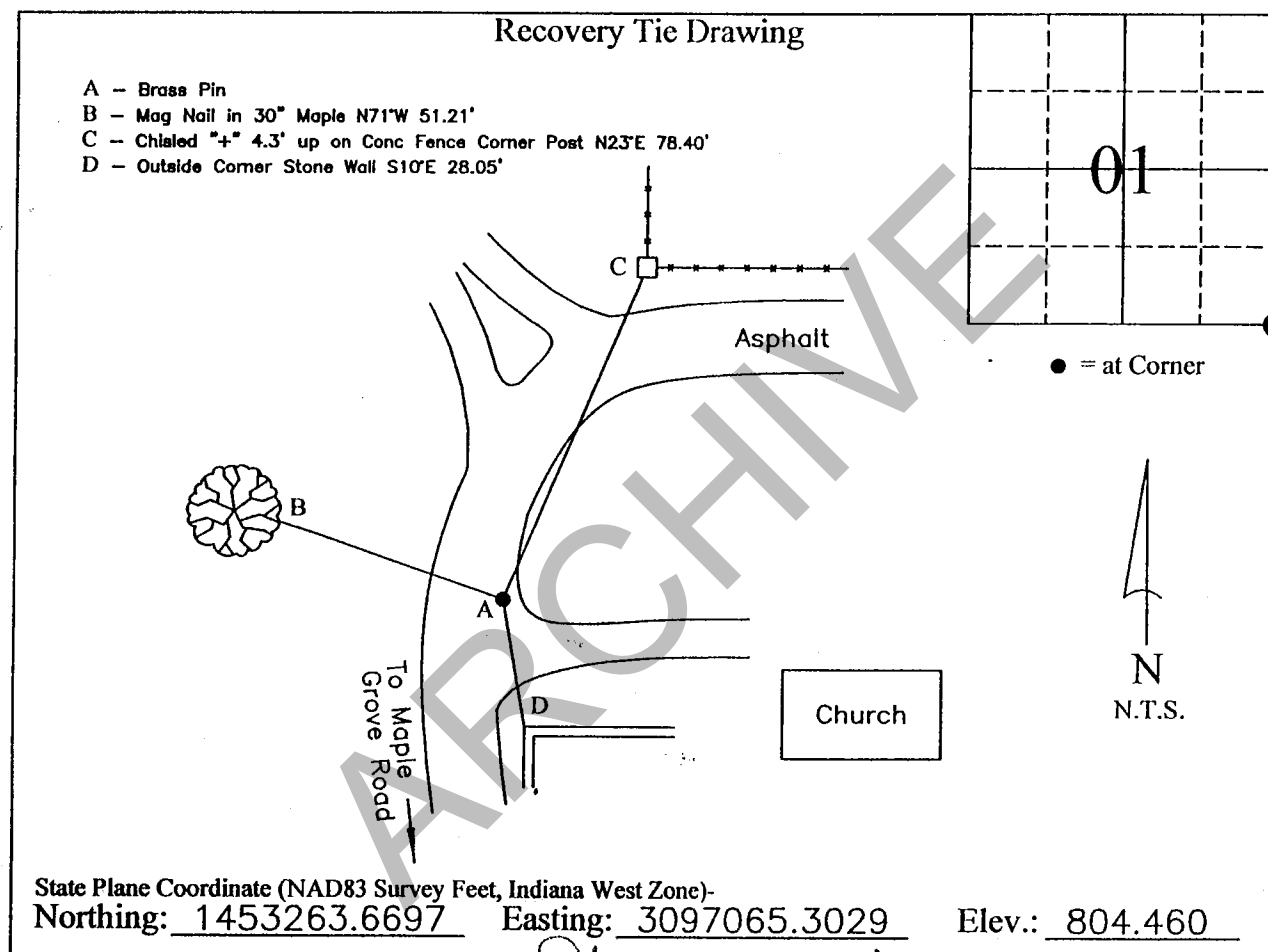 Recovery Tie Drawing
A - Brass Pin
B - Mag Nail in 30" Maple N71°W 51.21'
C - Chisled "+" 4.3' up on Conc Fence Corner Post N23°E 78.40'
D - Outside Corner Stone Wall S10°E 28.05'
01
C
Asphalt
● = at Corner
B
A
To Maple
Grove Road
D
Church
N
N.T.S.
ARCHIVE
State Plane Coordinate (NAD83 Survey Feet, Indiana West Zone)-
Northing: 1453263.6697 Easting: 3097065.3029 Elev.: 804.460